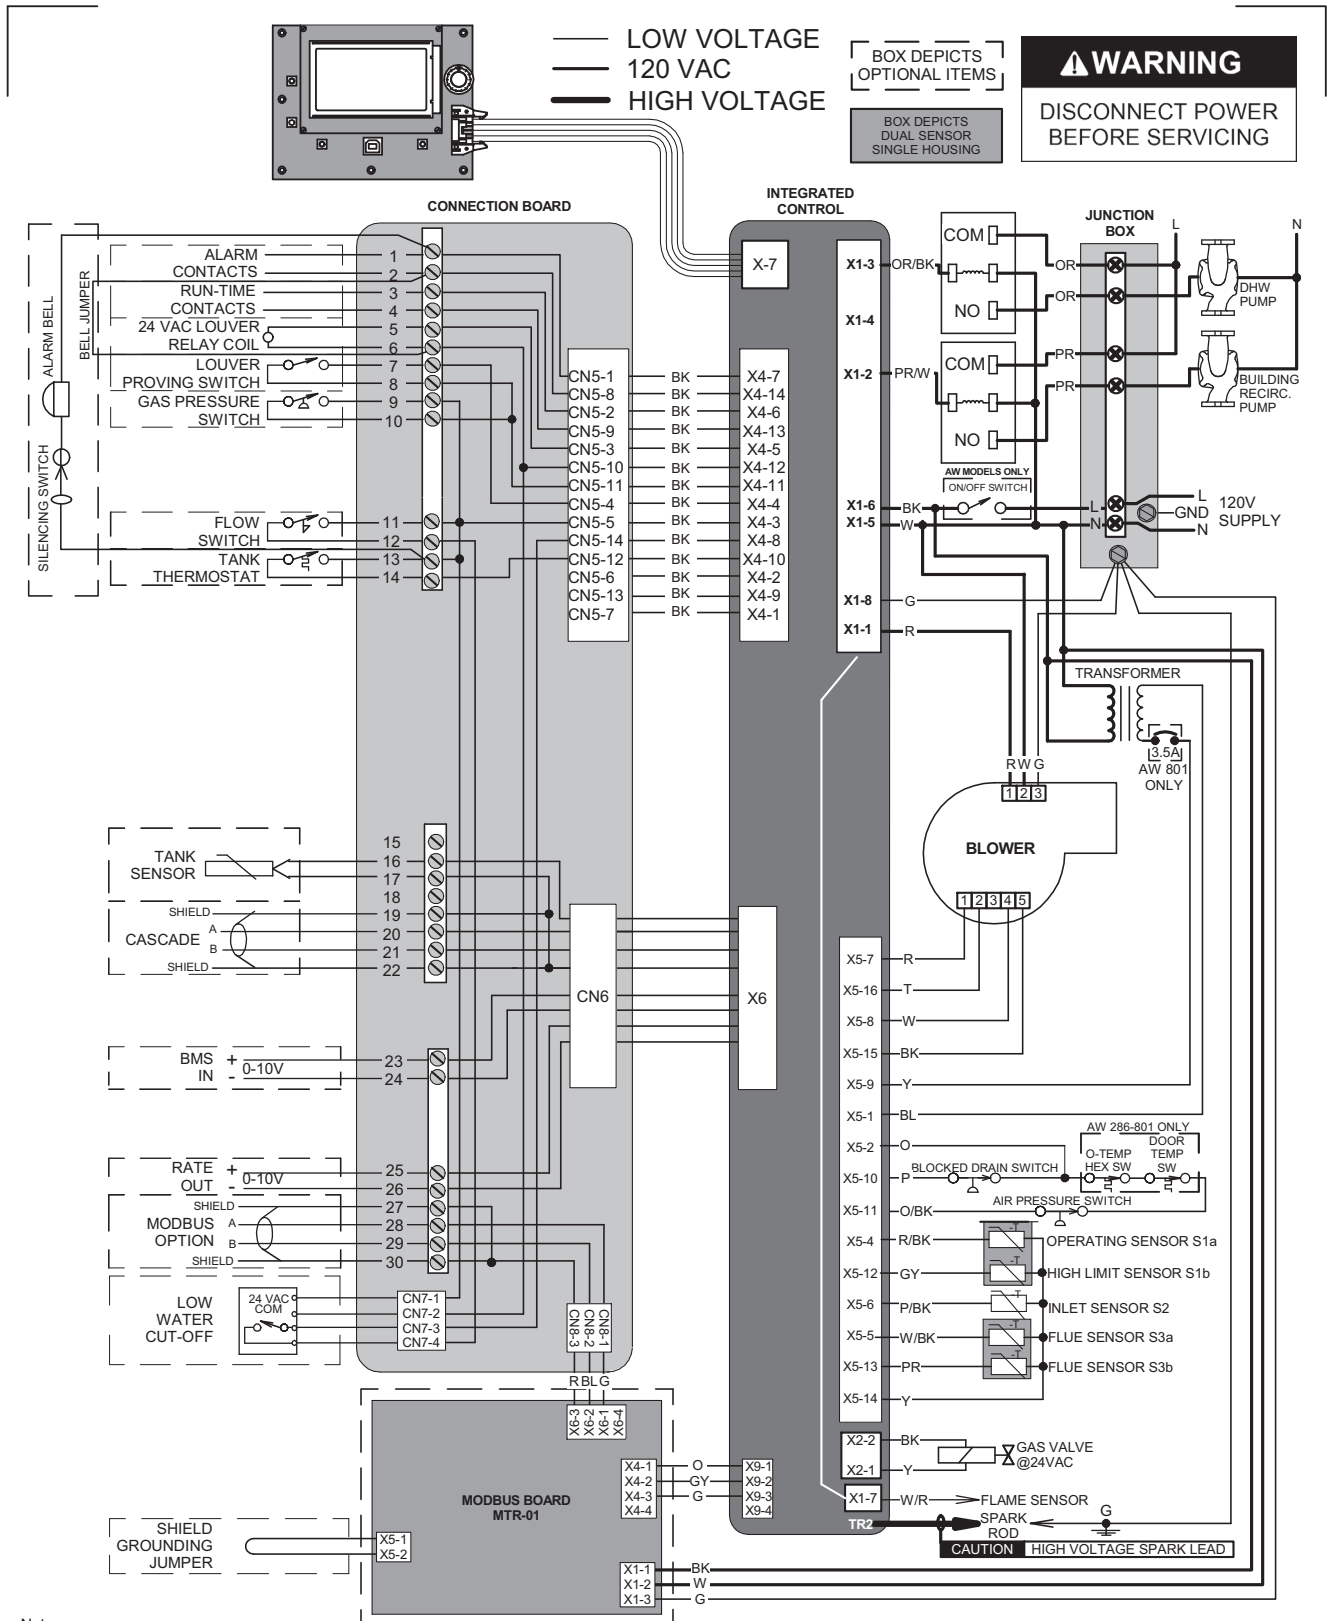 LOW VOLTAGE
120 VAC
HIGH VOLTAGE
BOX DEPICTS
OPTIONAL ITEMS
BOX DEPICTS
DUAL SENSOR
SINGLE HOUSING
WARNING
DISCONNECT POWER
BEFORE SERVICING
CONNECTION BOARD
INTEGRATED
CONTROL
JUNCTION
BOX
L
N
ALARM BELL
BELL JUMPER
SILENCING SWITCH
ALARM
CONTACTS
RUN-TIME
CONTACTS
24 VAC LOUVER
RELAY COIL
LOUVER
PROVING SWITCH
GAS PRESSURE
SWITCH
FLOW
SWITCH
TANK
THERMOSTAT
1
2
3
4
5
6
7
8
9
10
11
12
13
14
CN5-1 BK X4-7
CN5-8 BK X4-14
CN5-2 BK X4-6
CN5-9 BK X4-13
CN5-3 BK X4-5
CN5-10 BK X4-12
CN5-11 BK X4-11
CN5-4 BK X4-4
CN5-5 BK X4-3
CN5-14 BK X4-8
CN5-12 BK X4-10
CN5-6 BK X4-2
CN5-13 BK X4-9
CN5-7 BK X4-1
X-7
X1-3 OR/BK
X1-4
X1-2 PR/W
X1-6 BK
X1-5 W
X1-8 G
X1-1 R
COM
NO
COM
NO
OR
OR
PR
PR
DHW
PUMP
BUILDING
RECIRC.
PUMP
AW MODELS ONLY
ON/OFF SWITCH
L
N
L
GND
N
120V
SUPPLY
TRANSFORMER
3.5A
AW 801
ONLY
R W G
1 2 3
BLOWER
1 2 3 4 5
TANK
SENSOR
SHIELD
CASCADE
A
B
SHIELD
15
16
17
18
19
20
21
22
CN6
X6
BMS +
IN -
0-10V
23
24
RATE +
OUT -
0-10V
25
26
27
28
29
30
SHIELD
MODBUS
OPTION
A
B
SHIELD
LOW
WATER
CUT-OFF
24 VAC
COM
CN7-1
CN7-2
CN7-3
CN7-4
CN8-3
CN8-2
CN8-1
R BL G
X6-3
X6-2
X6-1
X6-4
X5-7 R
X5-16 T
X5-8 W
X5-15 BK
X5-9 Y
X5-1 BL
X5-2 O
X5-10 P
X5-11 O/BK
X5-4 R/BK
X5-12 GY
X5-6 P/BK
X5-5 W/BK
X5-13 PR
X5-14 Y
AW 286-801 ONLY
O-TEMP
HEX SW
DOOR
TEMP
SW
BLOCKED DRAIN SWITCH
AIR PRESSURE SWITCH
-T
OPERATING SENSOR S1a
-T
HIGH LIMIT SENSOR S1b
-T
INLET SENSOR S2
-T
FLUE SENSOR S3a
-T
FLUE SENSOR S3b
X2-2 BK
X2-1 Y
GAS VALVE
@24VAC
X1-7 W/R
FLAME SENSOR
TR2
SPARK
ROD
G
CAUTION HIGH VOLTAGE SPARK LEAD
MODBUS BOARD
MTR-01
X4-1 O X9-1
X4-2 GY X9-2
X4-3 G X9-3
X4-4 X9-4
SHIELD
GROUNDING
JUMPER
X5-1
X5-2
X1-1 BK
X1-2 W
X1-3 G